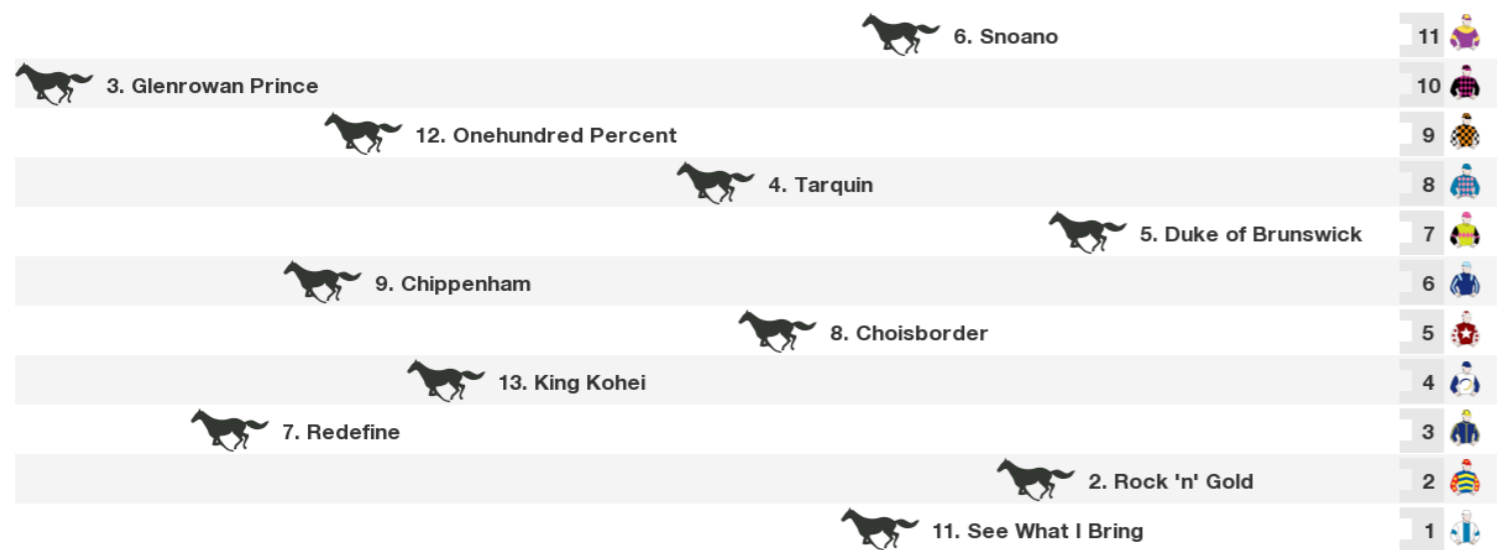 6. Snoano 11
3. Glenrowan Prince 10
12. Onehundred Percent 9
4. Tarquin 8
5. Duke of Brunswick 7
9. Chippenham 6
8. Choisborder 5
13. King Kohei 4
7. Redefine 3
2. Rock 'n' Gold 2
11. See What I Bring 1